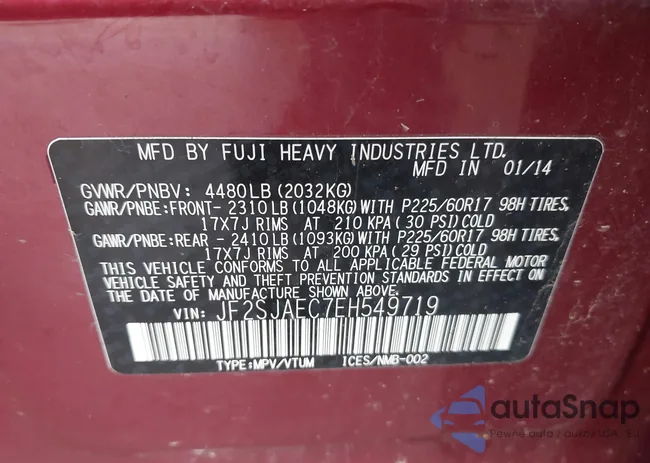 MFD BY FUJI HEAVY INDUSTRIES LTD.
MFD IN 01/14
GVWR/PNBV: 4480LB (2032KG)
GAWR/PNBE:FRONT- 2310LB (1048KG)WITH P225/60R17 98H TIRES,
17X7J RIMS AT 210 KPA (30 PSI)COLD
GAWR/PNBE:REAR - 2410LB (1093KG)WITH P225/60R17 98H TIRES,
17X7J RIMS AT 200 KPA (29 PSI)COLD
THIS VEHICLE CONFORMS TO ALL APPLICABLE FEDERAL MOTOR
VEHICLE SAFETY AND THEFT PREVENTION STANDARDS IN EFFECT ON
THE DATE OF MANUFACTURE SHOWN ABOVE.
VIN: JF2SJAEC7EH549719
TYPE:MPV/VTUM ICES/NMB-002
autaSnap
Pewne auta z aukcji USA